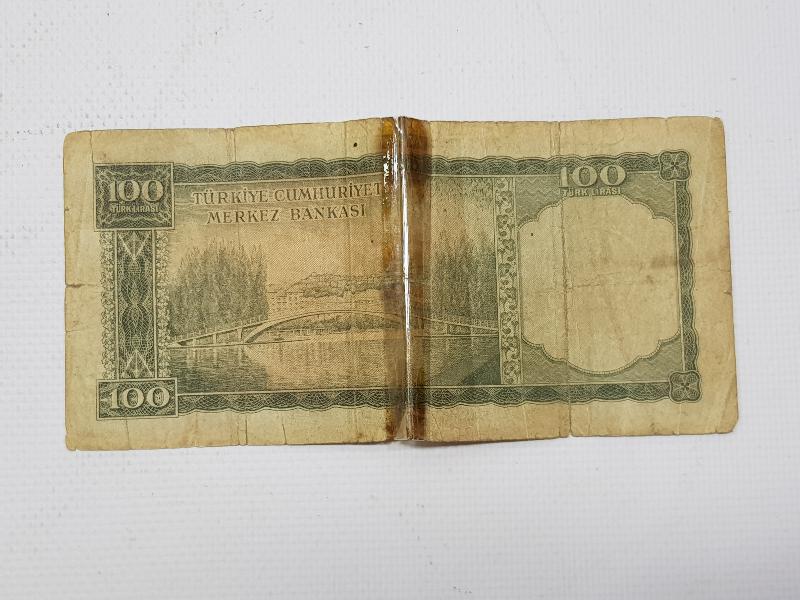 100
TÜRK LİRASI
TÜRKİYE CUMHURİYET
MERKEZ BANKASI
100
TÜRK LİRASI
100